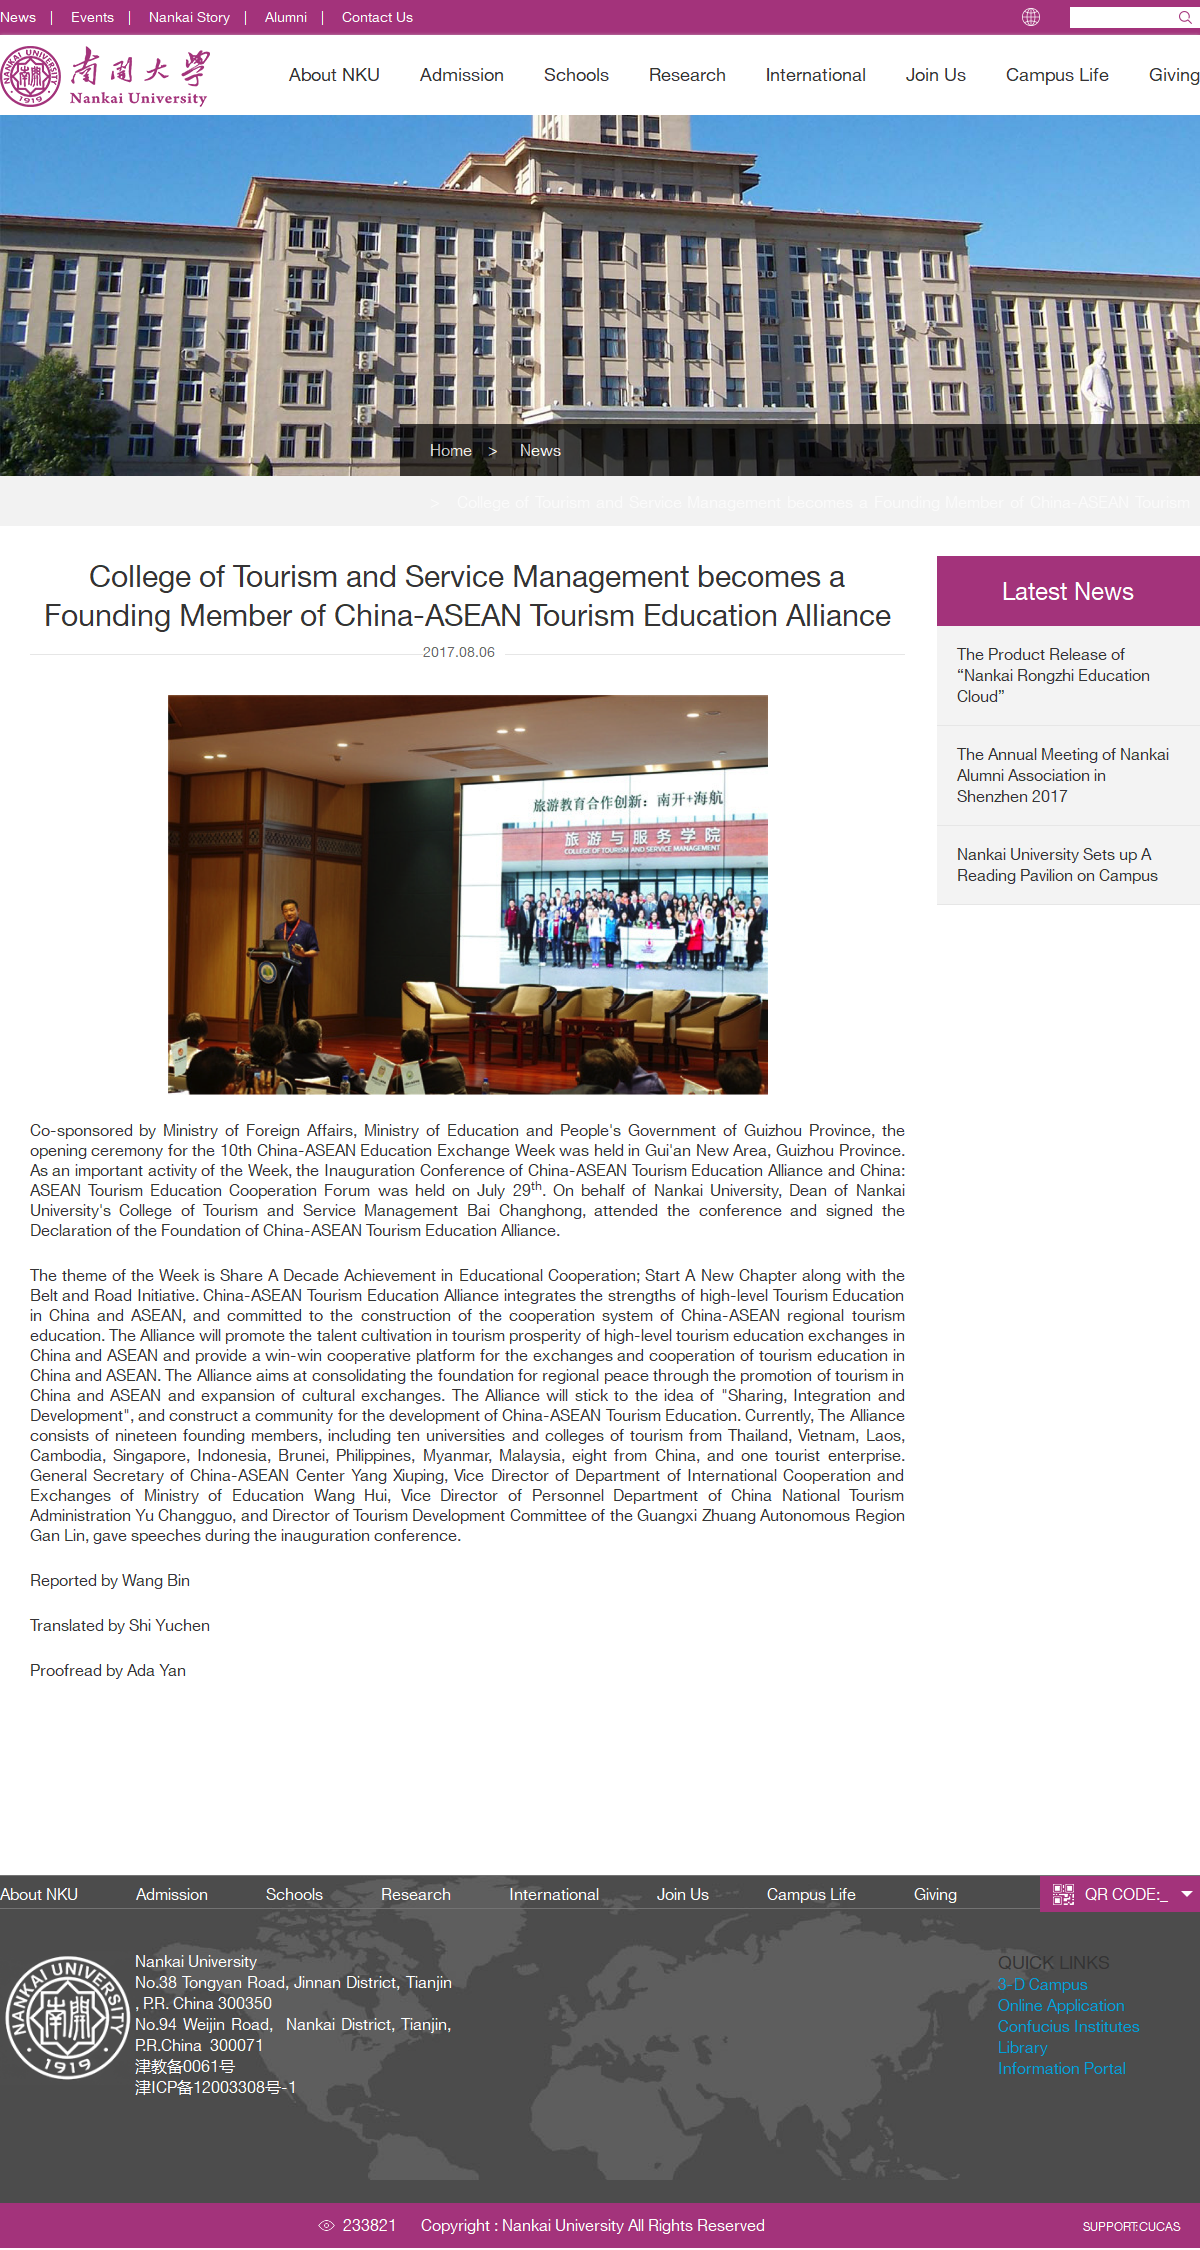 News | Events | Nankai Story | Alumni | Contact Us
NANKAI UNIVERSITY
1919
南開大學
Nankai University
About NKU Admission Schools Research International Join Us Campus Life Giving
Home > News
> College of Tourism and Service Management becomes a Founding Member of China-ASEAN Tourism
College of Tourism and Service Management becomes a
Founding Member of China-ASEAN Tourism Education Alliance
2017.08.06
旅游教育合作创新：南开+海航
旅游与服务学院
COLLEGE OF TOURISM AND SERVICE MANAGEMENT
Co-sponsored by Ministry of Foreign Affairs, Ministry of Education and People's Government of Guizhou Province, the
opening ceremony for the 10th China-ASEAN Education Exchange Week was held in Gui'an New Area, Guizhou Province.
As an important activity of the Week, the Inauguration Conference of China-ASEAN Tourism Education Alliance and China:
ASEAN Tourism Education Cooperation Forum was held on July 29th. On behalf of Nankai University, Dean of Nankai
University's College of Tourism and Service Management Bai Changhong, attended the conference and signed the
Declaration of the Foundation of China-ASEAN Tourism Education Alliance.
The theme of the Week is Share A Decade Achievement in Educational Cooperation; Start A New Chapter along with the
Belt and Road Initiative. China-ASEAN Tourism Education Alliance integrates the strengths of high-level Tourism Education
in China and ASEAN, and committed to the construction of the cooperation system of China-ASEAN regional tourism
education. The Alliance will promote the talent cultivation in tourism prosperity of high-level tourism education exchanges in
China and ASEAN and provide a win-win cooperative platform for the exchanges and cooperation of tourism education in
China and ASEAN. The Alliance aims at consolidating the foundation for regional peace through the promotion of tourism in
China and ASEAN and expansion of cultural exchanges. The Alliance will stick to the idea of "Sharing, Integration and
Development", and construct a community for the development of China-ASEAN Tourism Education. Currently, The Alliance
consists of nineteen founding members, including ten universities and colleges of tourism from Thailand, Vietnam, Laos,
Cambodia, Singapore, Indonesia, Brunei, Philippines, Myanmar, Malaysia, eight from China, and one tourist enterprise.
General Secretary of China-ASEAN Center Yang Xiuping, Vice Director of Department of International Cooperation and
Exchanges of Ministry of Education Wang Hui, Vice Director of Personnel Department of China National Tourism
Administration Yu Changguo, and Director of Tourism Development Committee of the Guangxi Zhuang Autonomous Region
Gan Lin, gave speeches during the inauguration conference.
Reported by Wang Bin
Translated by Shi Yuchen
Proofread by Ada Yan
Latest News
The Product Release of
“Nankai Rongzhi Education
Cloud”
The Annual Meeting of Nankai
Alumni Association in
Shenzhen 2017
Nankai University Sets up A
Reading Pavilion on Campus
About NKU Admission Schools Research International Join Us Campus Life Giving
QR CODE:_
NANKAI UNIVERSITY
南開
1919
Nankai University
No.38 Tongyan Road, Jinnan District, Tianjin
, P.R. China 300350
No.94 Weijin Road, Nankai District, Tianjin,
P.R.China 300071
津教备0061号
津ICP备12003308号-1
QUICK LINKS
3-D Campus
Online Application
Confucius Institutes
Library
Information Portal
233821 Copyright : Nankai University All Rights Reserved
SUPPORT:CUCAS